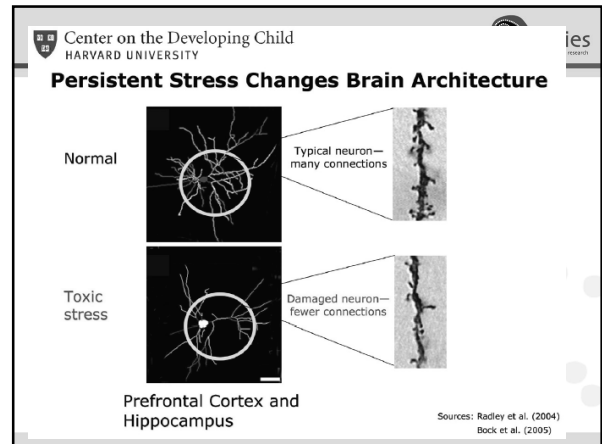 Center on the Developing Child
HARVARD UNIVERSITY
ies
research
Persistent Stress Changes Brain Architecture
Normal
Typical neuron—
many connections
Toxic
stress
Damaged neuron—
fewer connections
Prefrontal Cortex and
Hippocampus
Sources: Radley et al. (2004)
Bock et al. (2005)